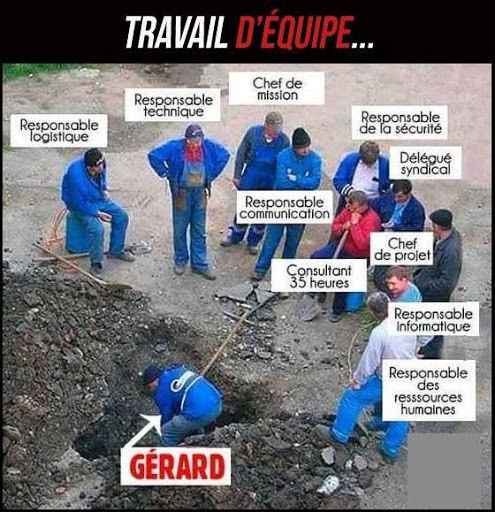 TRAVAIL D'ÉQUIPE...
Chef de
mission
Responsable
technique
Responsable
logistique
Responsable
de la sécurité
Délégué
syndical
Responsable
communication
Chef
de projet
Consultant
35 heures
Responsable
informatique
Responsable
des
resssources
humaines
GÉRARD